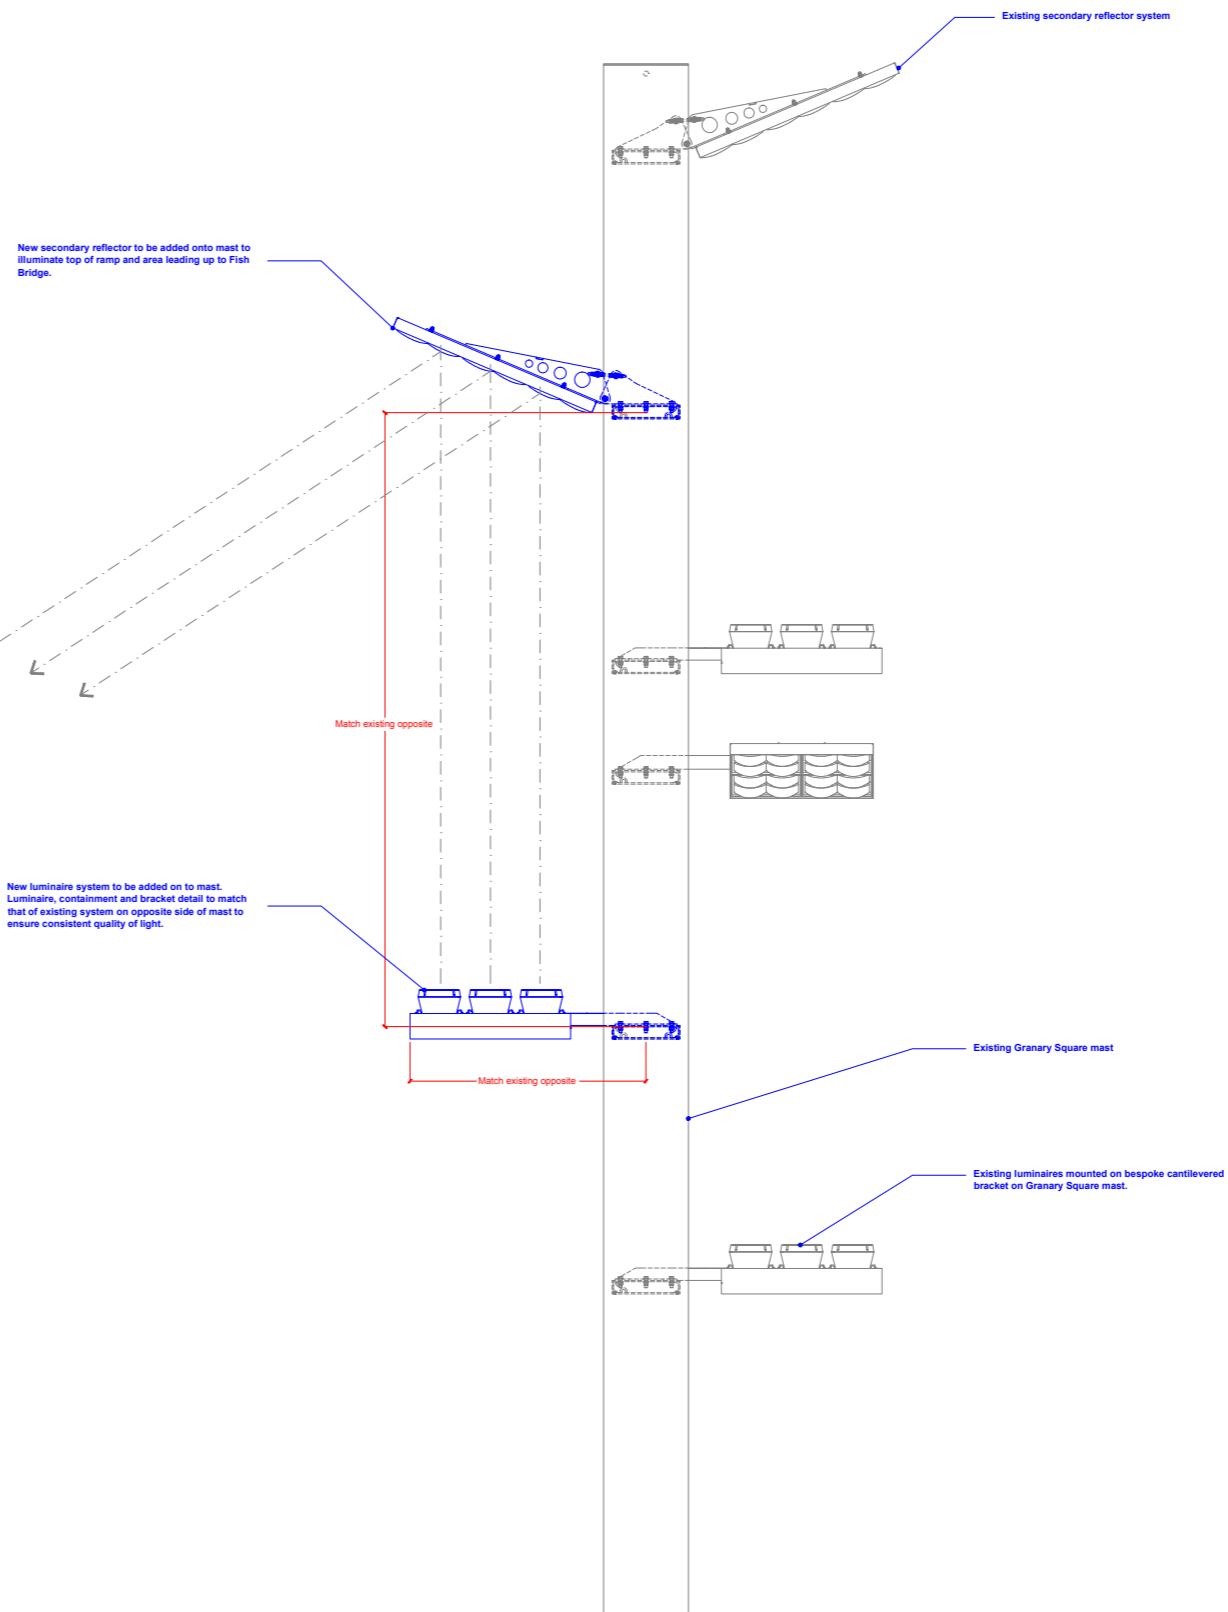 Existing secondary reflector system
New secondary reflector to be added onto mast to
illuminate top of ramp and area leading up to Fish
Bridge.
Match existing opposite
New luminaire system to be added on to mast.
Luminaire, containment and bracket detail to match
that of existing system on opposite side of mast to
ensure consistent quality of light.
Existing Granary Square mast
Match existing opposite
Existing luminaires mounted on bespoke cantilevered
bracket on Granary Square mast.